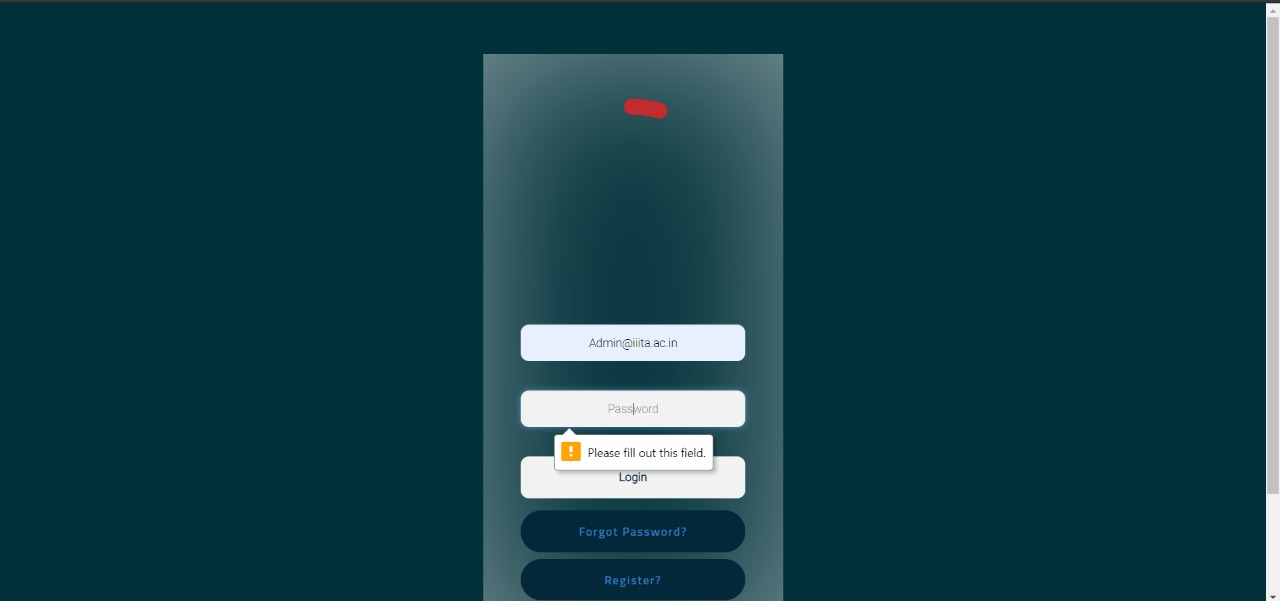 Admin@iiita.ac.in
Password
Please fill out this field.
Login
Forgot Password?
Register?